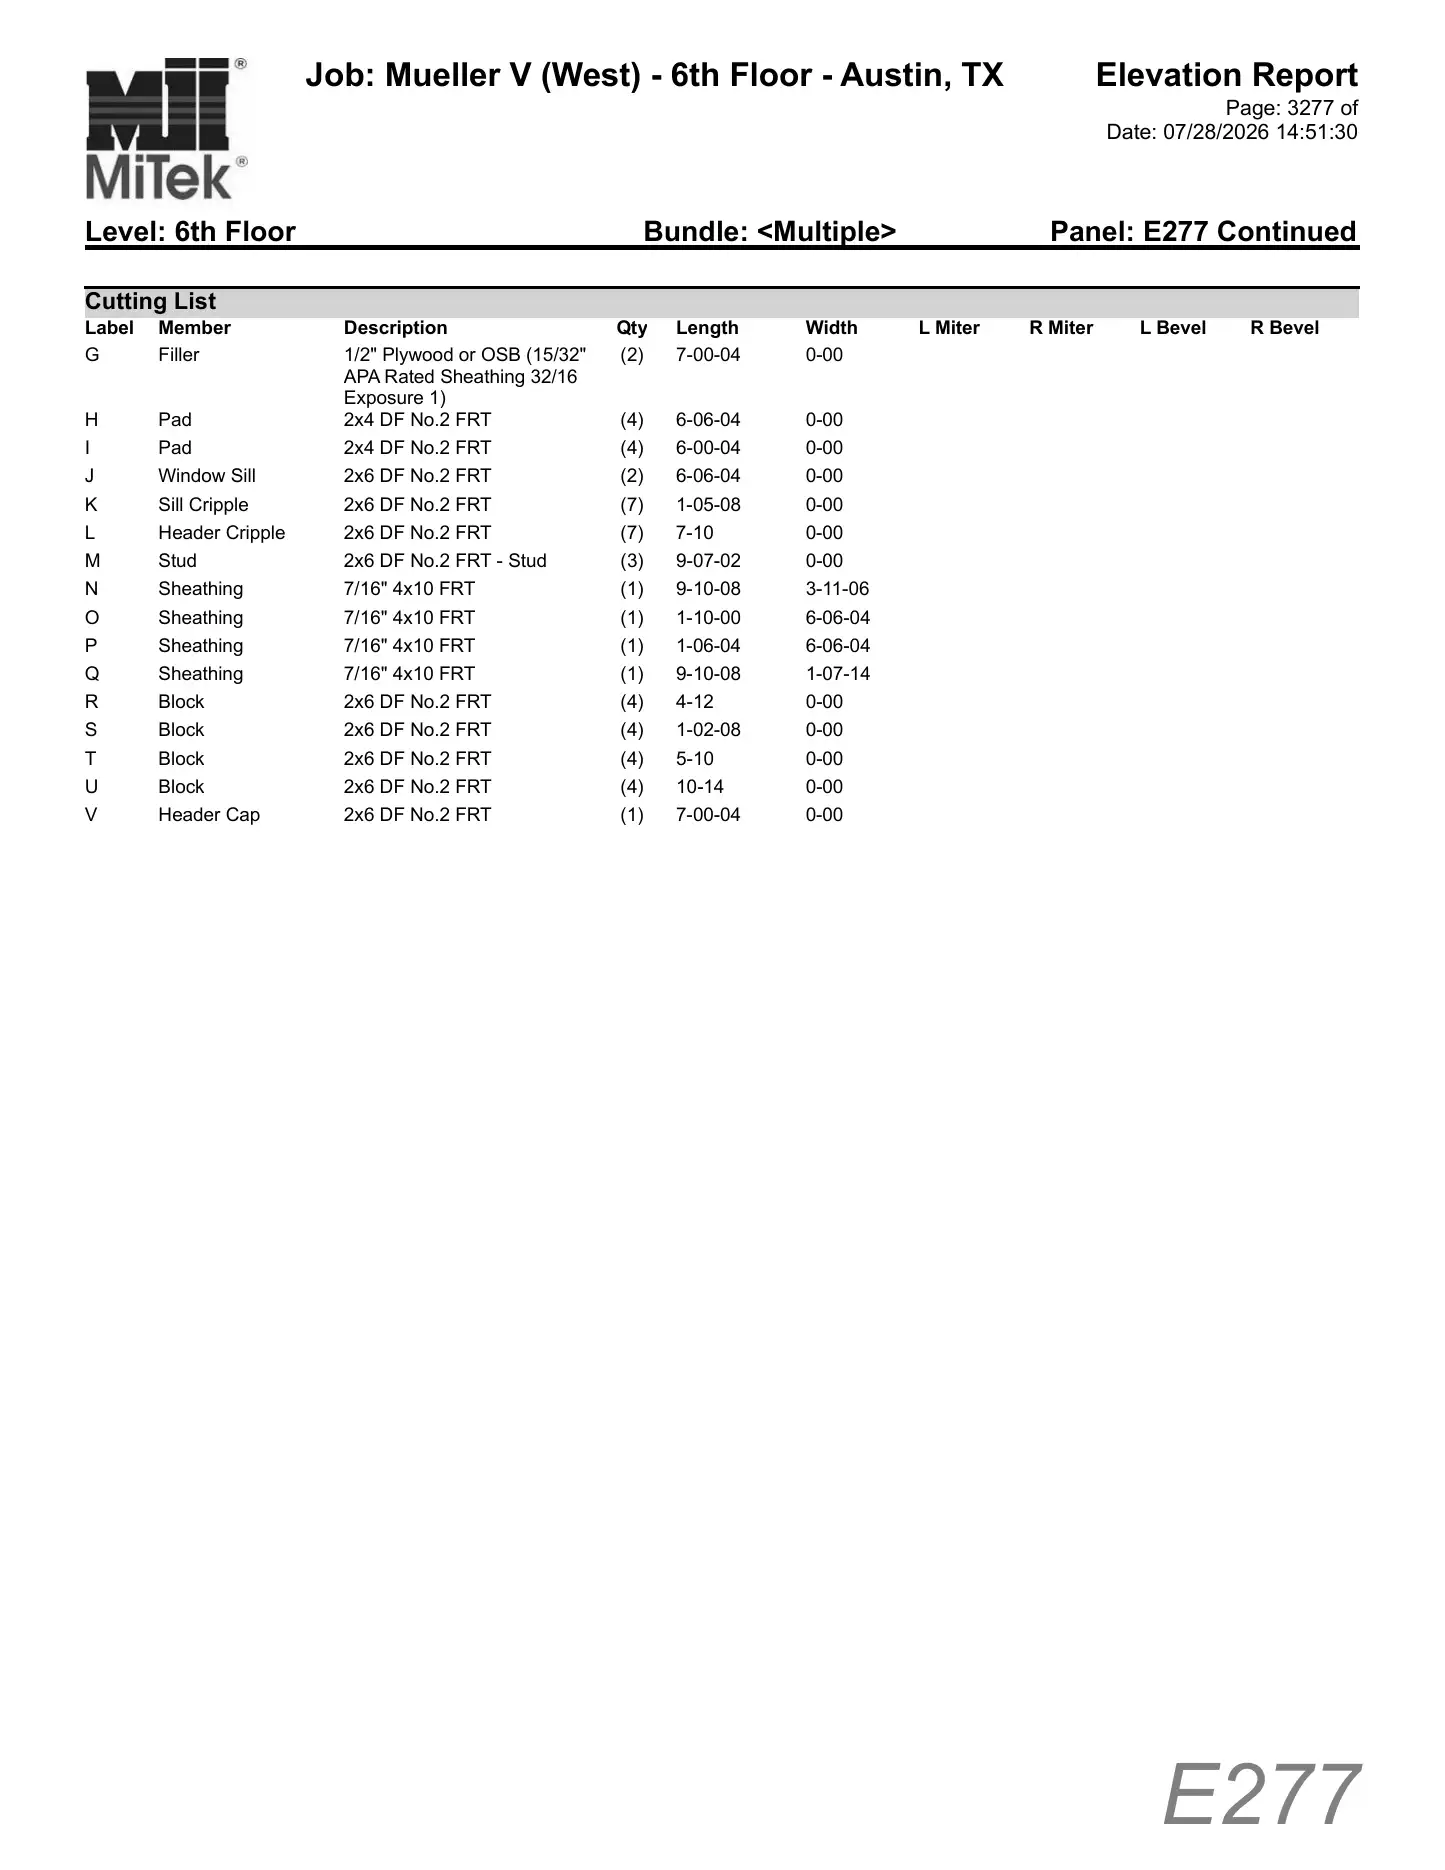 Job: Mueller V (West) - 6th Floor - Austin, TX
Elevation Report
Page: 3277 of
Date: 07/28/2026 14:51:30
®
MiTek ®
Level: 6th Floor Bundle: <Multiple> Panel: E277 Continued
Cutting List
Label Member Description Qty Length Width L Miter R Miter L Bevel R Bevel
G Filler 1/2" Plywood or OSB (15/32" (2) 7-00-04 0-00
APA Rated Sheathing 32/16
Exposure 1)
H Pad 2x4 DF No.2 FRT (4) 6-06-04 0-00
I Pad 2x4 DF No.2 FRT (4) 6-00-04 0-00
J Window Sill 2x6 DF No.2 FRT (2) 6-06-04 0-00
K Sill Cripple 2x6 DF No.2 FRT (7) 1-05-08 0-00
L Header Cripple 2x6 DF No.2 FRT (7) 7-10 0-00
M Stud 2x6 DF No.2 FRT - Stud (3) 9-07-02 0-00
N Sheathing 7/16" 4x10 FRT (1) 9-10-08 3-11-06
O Sheathing 7/16" 4x10 FRT (1) 1-10-00 6-06-04
P Sheathing 7/16" 4x10 FRT (1) 1-06-04 6-06-04
Q Sheathing 7/16" 4x10 FRT (1) 9-10-08 1-07-14
R Block 2x6 DF No.2 FRT (4) 4-12 0-00
S Block 2x6 DF No.2 FRT (4) 1-02-08 0-00
T Block 2x6 DF No.2 FRT (4) 5-10 0-00
U Block 2x6 DF No.2 FRT (4) 10-14 0-00
V Header Cap 2x6 DF No.2 FRT (1) 7-00-04 0-00
E277